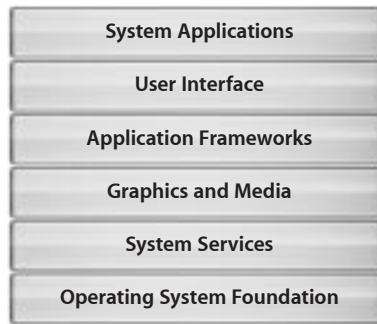 System Applications
User Interface
Application Frameworks
Graphics and Media
System Services
Operating System Foundation